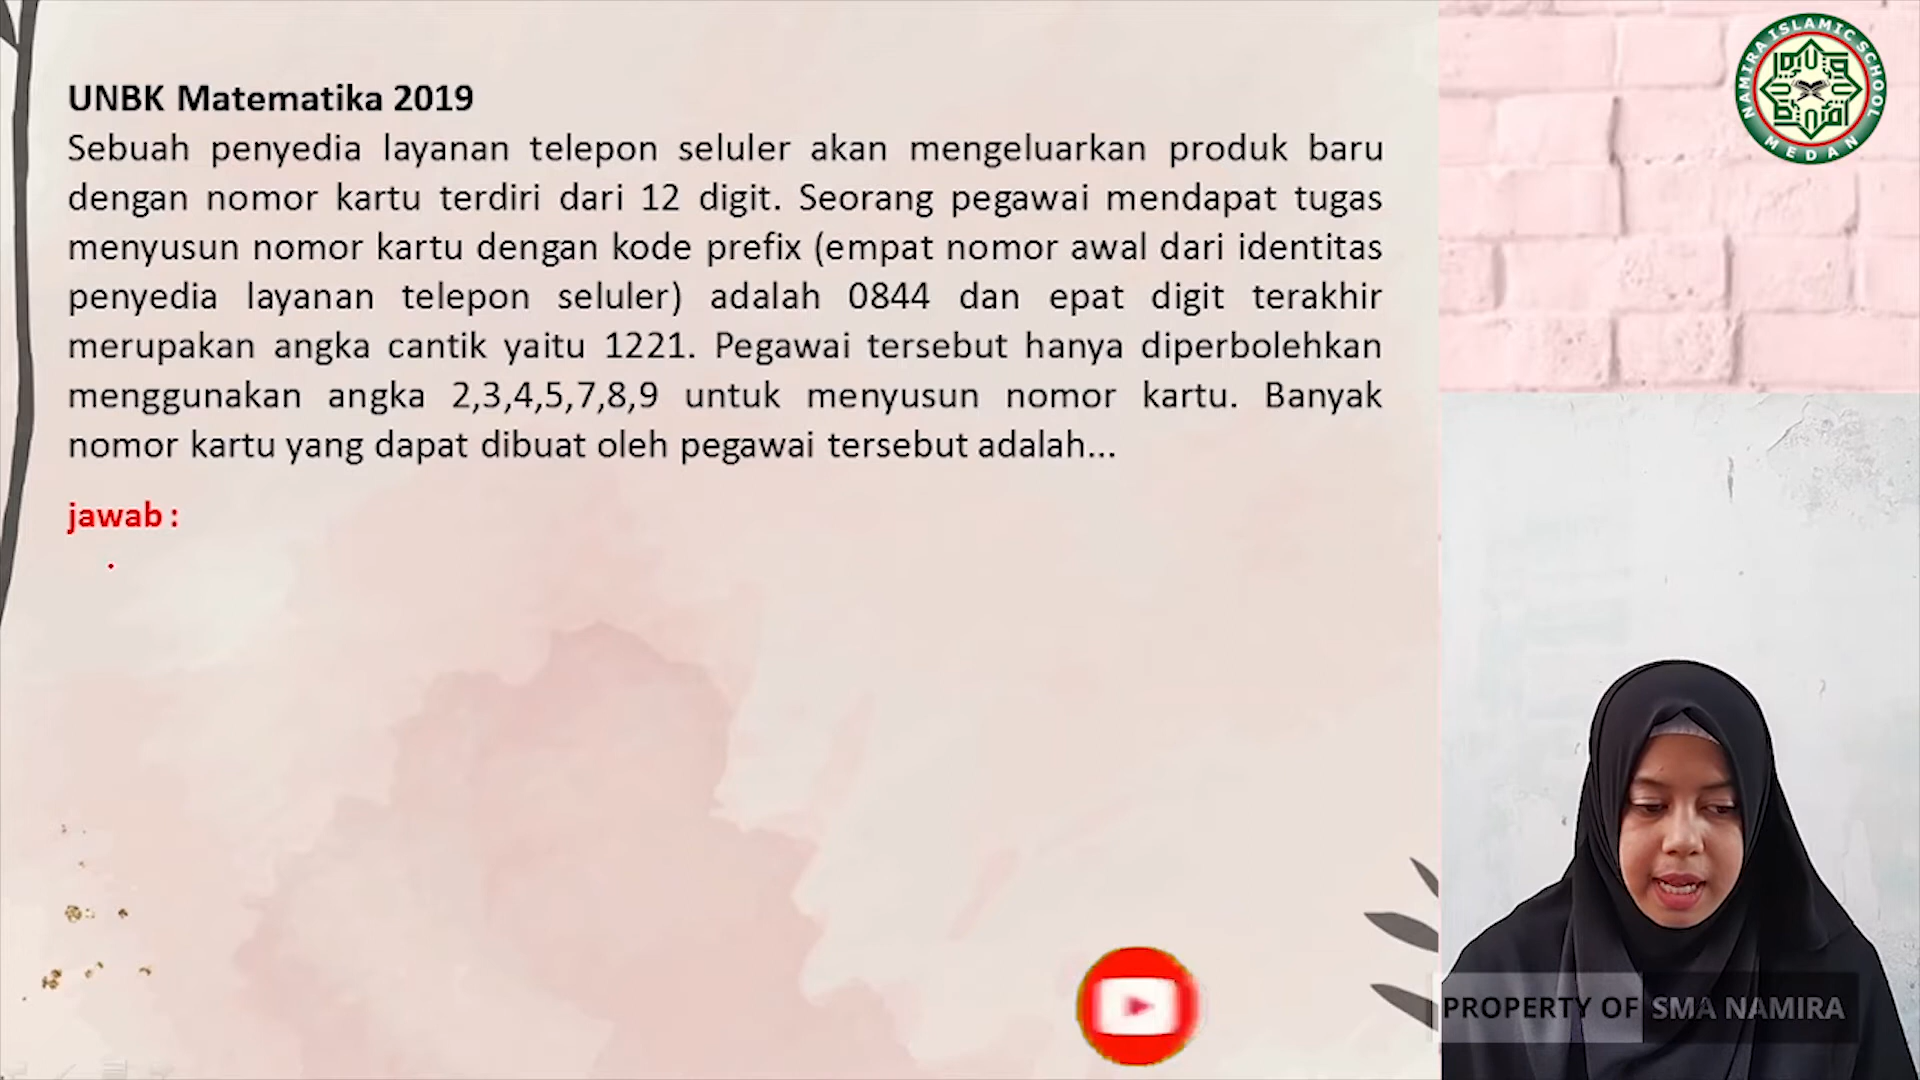 UNBK Matematika 2019
Sebuah penyedia layanan telepon seluler akan mengeluarkan produk baru
dengan nomor kartu terdiri dari 12 digit. Seorang pegawai mendapat tugas
menyusun nomor kartu dengan kode prefix (empat nomor awal dari identitas
penyedia layanan telepon seluler) adalah 0844 dan epat digit terakhir
merupakan angka cantik yaitu 1221. Pegawai tersebut hanya diperbolehkan
menggunakan angka 2,3,4,5,7,8,9 untuk menyusun nomor kartu. Banyak
nomor kartu yang dapat dibuat oleh pegawai tersebut adalah...
jawab :
NAMIRA ISLAMIC SCHOOL
MEDAN
PROPERTY OF SMA NAMIRA